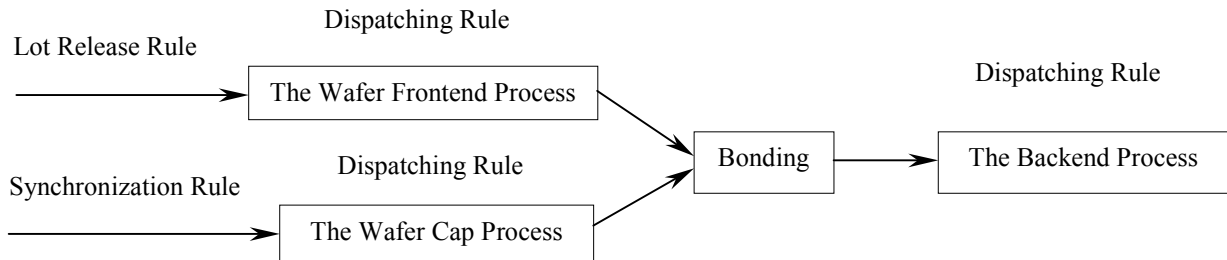 Dispatching Rule
Lot Release Rule
The Wafer Frontend Process
Dispatching Rule
Bonding
The Backend Process
Dispatching Rule
Synchronization Rule
The Wafer Cap Process